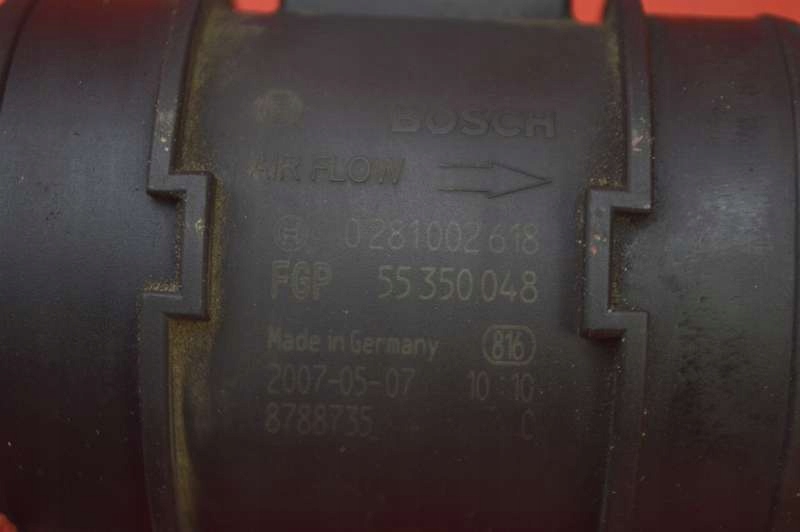 BOSCH
AIR FLOW
0 281 002 618
FGP 55 350 048
Made in Germany 816
2007-05-07 10:10
8788735 C